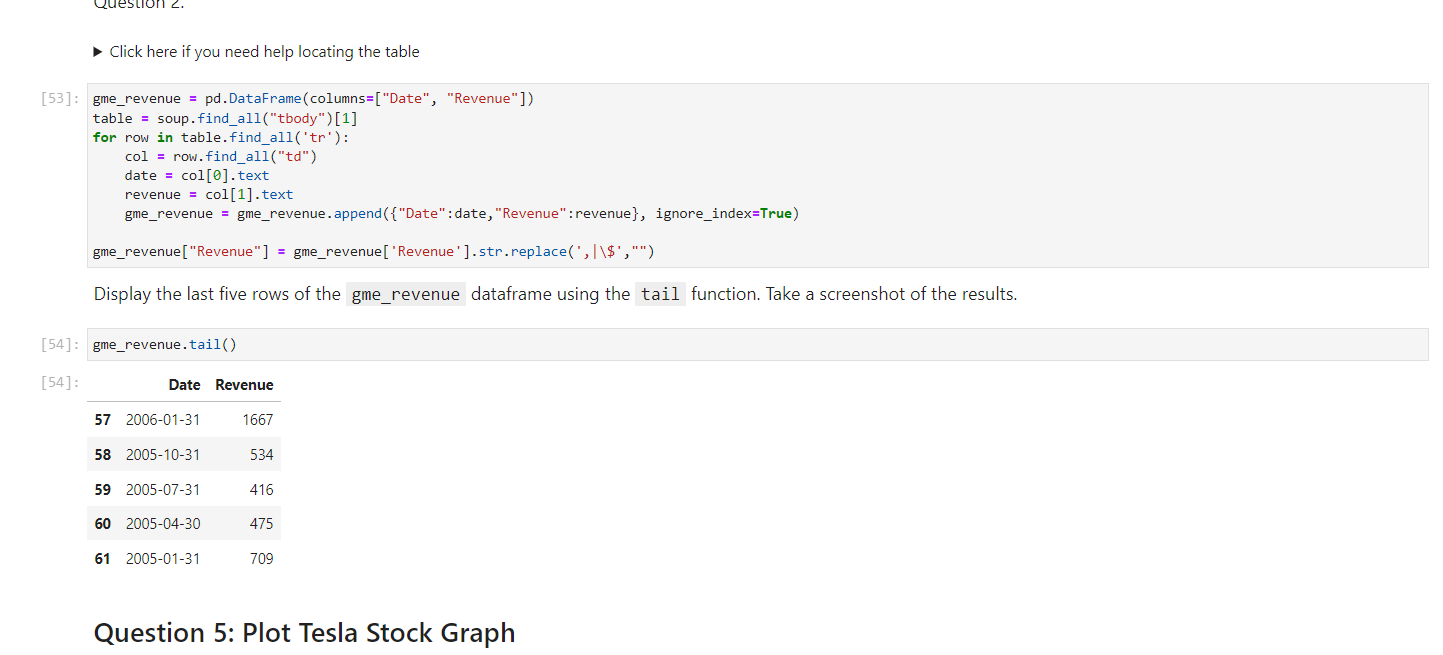 Question 2.
▶ Click here if you need help locating the table
[53]: gme_revenue = pd.DataFrame(columns=["Date", "Revenue"])
table = soup.find_all("tbody")[1]
for row in table.find_all('tr'):
    col = row.find_all("td")
    date = col[0].text
    revenue = col[1].text
    gme_revenue = gme_revenue.append({"Date":date,"Revenue":revenue}, ignore_index=True)
gme_revenue["Revenue"] = gme_revenue['Revenue'].str.replace(',|\$',"")
Display the last five rows of the gme_revenue dataframe using the tail function. Take a screenshot of the results.
[54]: gme_revenue.tail()
[54]: Date Revenue
57 2006-01-31 1667
58 2005-10-31 534
59 2005-07-31 416
60 2005-04-30 475
61 2005-01-31 709
Question 5: Plot Tesla Stock Graph